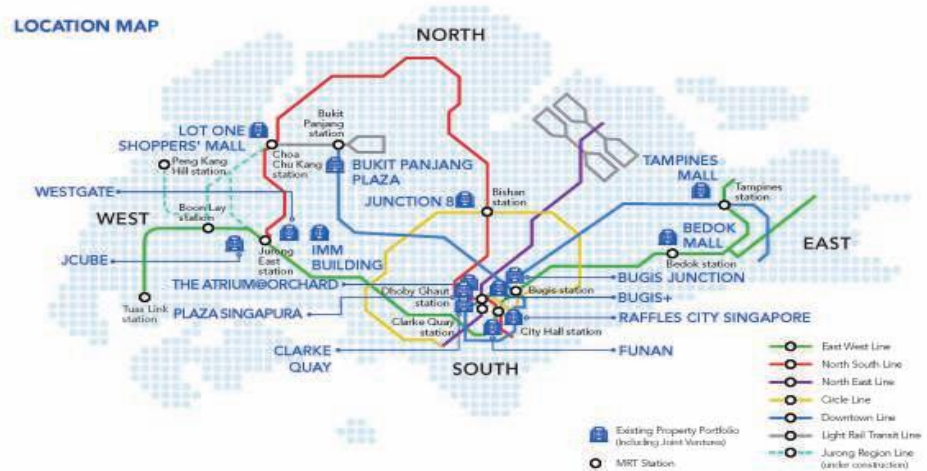 LOCATION MAP
NORTH
Bukit
Panjang
station
LOT ONE
SHOPPERS' MALL
Choa
Chu Kang
station
Peng Kang
Hill station
BUKIT PANJANG
PLAZA
TAMPINES
MALL
Tampines
station
WESTGATE
JUNCTION 8
Bishan
station
WEST
Boon Lay
station
BEDOK
MALL
EAST
JCUBE
Jurong
East
station
IMM
BUILDING
Bedok station
THE ATRIUM@ORCHARD
Dhoby Ghaut
station
Bugis station
BUGIS JUNCTION
BUGIS+
Tuas Link
station
PLAZA SINGAPURA
RAFFLES CITY SINGAPORE
Clarke Quay
station
City Hall station
CLARKE
QUAY
FUNAN
SOUTH
East West Line
North South Line
North East Line
Circle Line
Downtown Line
Light Rail Transit Line
Jurong Region Line
(under construction)
Existing Property Portfolio
(Including Joint Ventures)
MRT Station